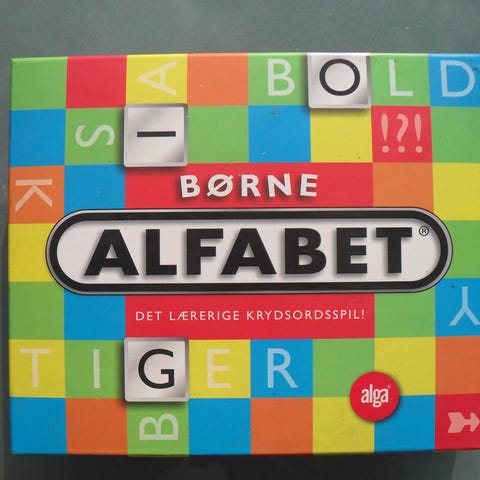 A BOLD
S I !?!
K BØRNE
ALFABET®
DET LÆRERIGE KRYDSORDSSPIL!
Y
TIGER
alga®
B